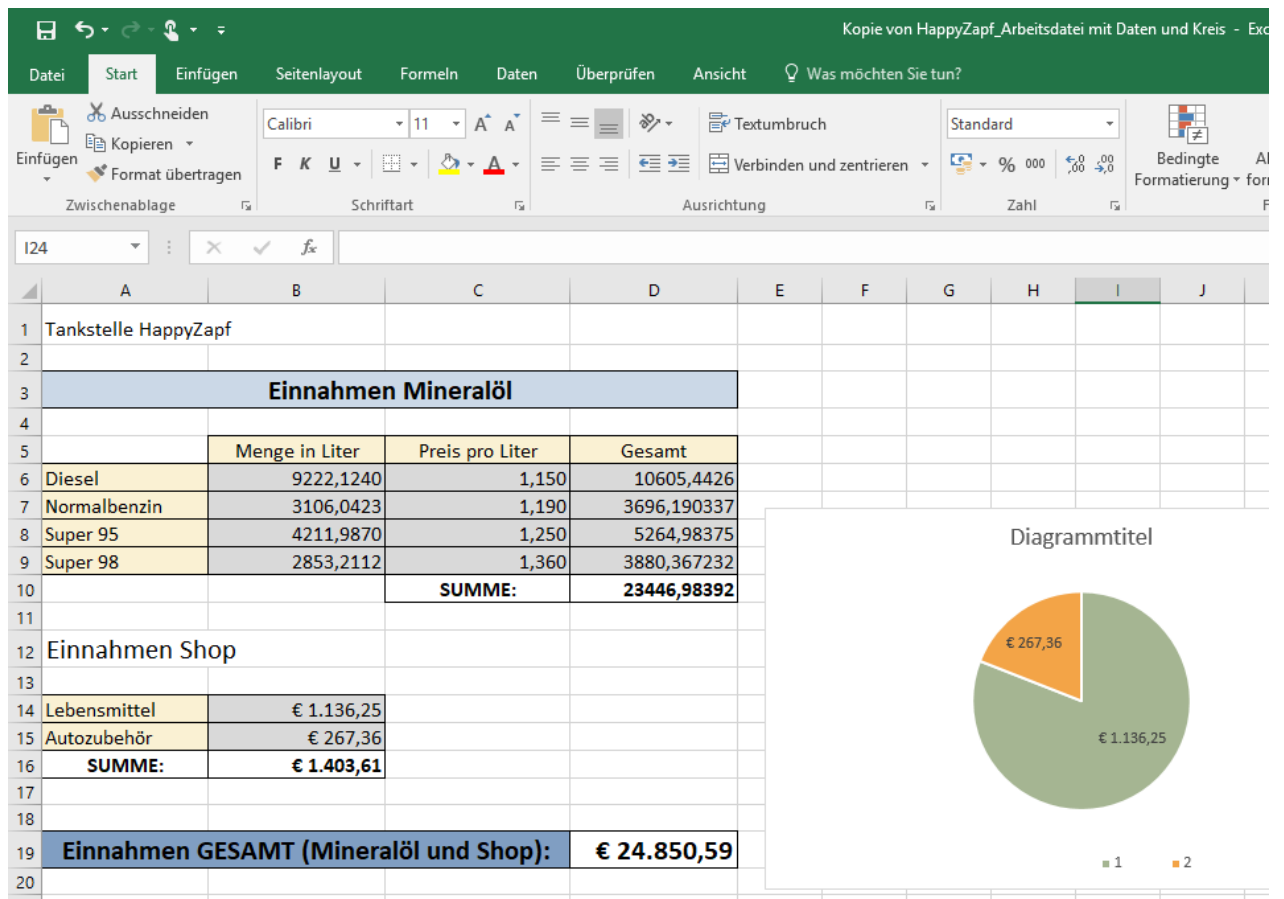 Kopie von HappyZapf_Arbeitsdatei mit Daten und Kreis - Exc
Datei Start Einfügen Seitenlayout Formeln Daten Überprüfen Ansicht Was möchten Sie tun?
Einfügen
Ausschneiden
Kopieren
Format übertragen
Zwischenablage
Calibri 11 A A
F K U A
Schriftart
Textumbruch
Verbinden und zentrieren
Ausrichtung
Standard
% 000 ,00 ,00 ,0
Zahl
Bedingte
Formatierung
I24 fx
A B C D E F G H I J
1 Tankstelle HappyZapf
2
3 Einnahmen Mineralöl
4
5 Menge in Liter Preis pro Liter Gesamt
6 Diesel 9222,1240 1,150 10605,4426
7 Normalbenzin 3106,0423 1,190 3696,190337
8 Super 95 4211,9870 1,250 5264,98375
9 Super 98 2853,2112 1,360 3880,367232
10 SUMME: 23446,98392
11
12 Einnahmen Shop
13
14 Lebensmittel € 1.136,25
15 Autozubehör € 267,36
16 SUMME: € 1.403,61
17
18
19 Einnahmen GESAMT (Mineralöl und Shop): € 24.850,59
20
Diagrammtitel
€ 267,36
€ 1.136,25
1 2